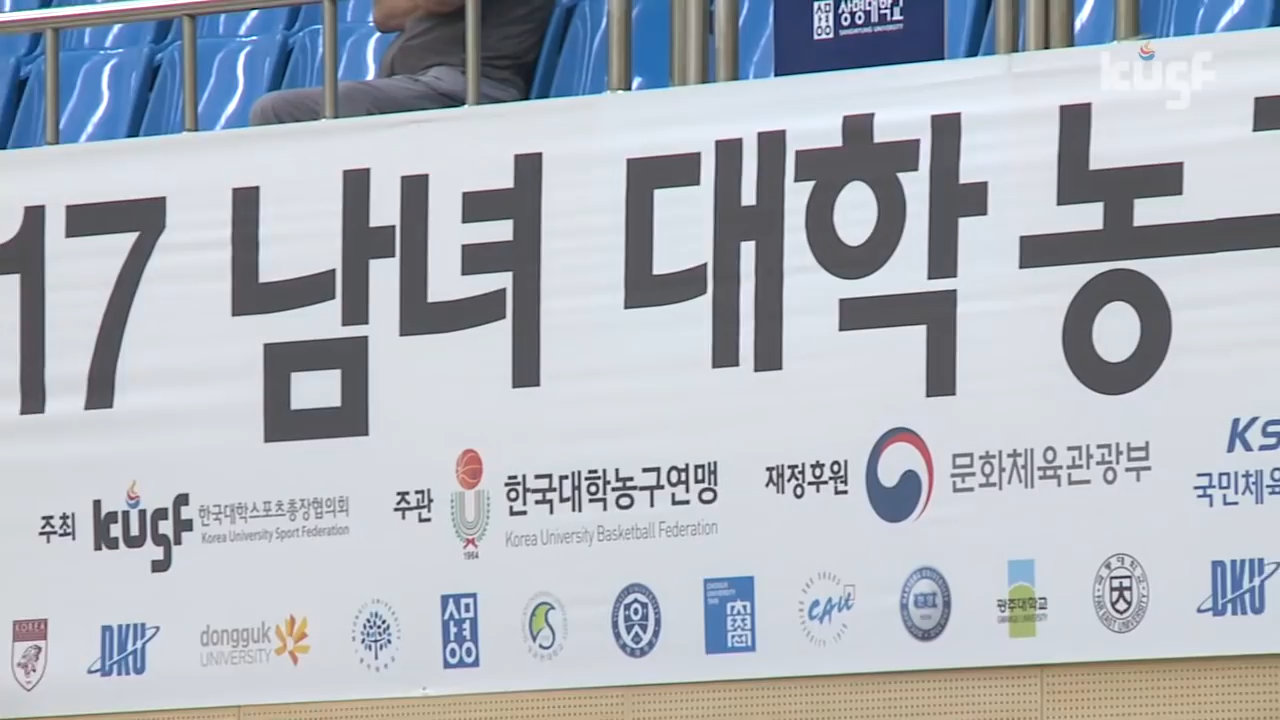 상명대학교
SANGMYUNG UNIVERSITY
kusf
17 남녀 대학 농
주최 kusf 한국대학스포츠총장협의회
Korea University Sport Federation
주관 1964 한국대학농구연맹
Korea University Basketball Federation
재정후원 문화체육관광부
KS
국민체육
KOREA
DKU
dongguk
UNIVERSITY
상명
CHOSUN
UNIVERSITY
CAU
광주대학교
DKU